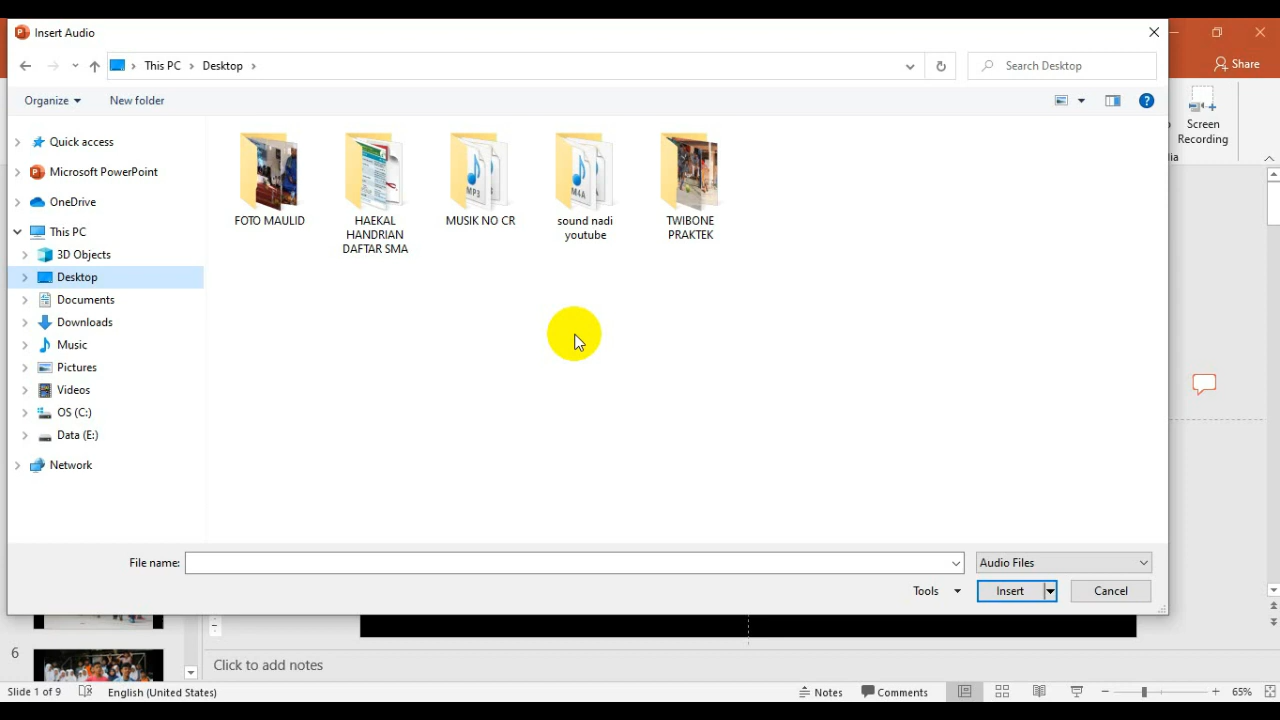 Insert Audio
Share
This PC
Desktop
Search Desktop
Organize
New folder
Screen
Recording
Quick access
Microsoft PowerPoint
OneDrive
This PC
3D Objects
Desktop
Documents
Downloads
Music
Pictures
Videos
OS (C:)
Data (E:)
Network
FOTO MAULID
HAEKAL
HANDRIAN
DAFTAR SMA
MP3
MUSIK NO CR
M4A
sound nadi
youtube
TWIBONE
PRAKTEK
File name:
Audio Files
Tools
Insert
Cancel
6
Click to add notes
Slide 1 of 9
English (United States)
Notes
Comments
65%